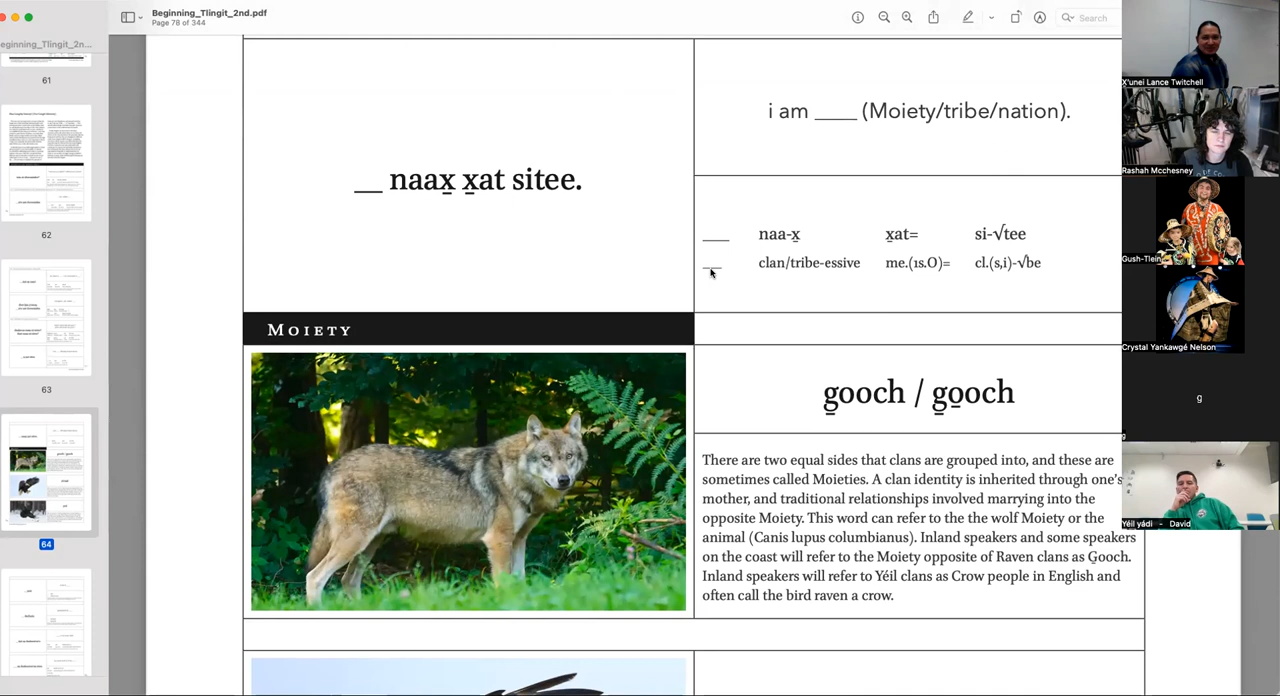 Beginning_Tlingit_2nd.pdf
Page 78 of 344
Search
eginning_Tlingit_2n...
61
62
63
64
__ naax̲ x̲at sitee.
i am ____ (Moiety/tribe/nation).
___ naa-x̲ x̲at= si-√tee
__ clan/tribe-essive me.(1s.O)= cl.(s,i)-√be
MOIETY
g̲ooch / g̲o̲och
There are two equal sides that clans are grouped into, and these are
sometimes called Moieties. A clan identity is inherited through one's
mother, and traditional relationships involved marrying into the
opposite Moiety. This word can refer to the the wolf Moiety or the
animal (Canis lupus columbianus). Inland speakers and some speakers
on the coast will refer to the Moiety opposite of Raven clans as G̲ooch.
Inland speakers will refer to Yéil clans as Crow people in English and
often call the bird raven a crow.
X̱'unei Lance Twitchell
Rashah Mcchesney
Gush-Tlein
Crystal Yankawgé Nelson
g
g
Yéil yádi - David